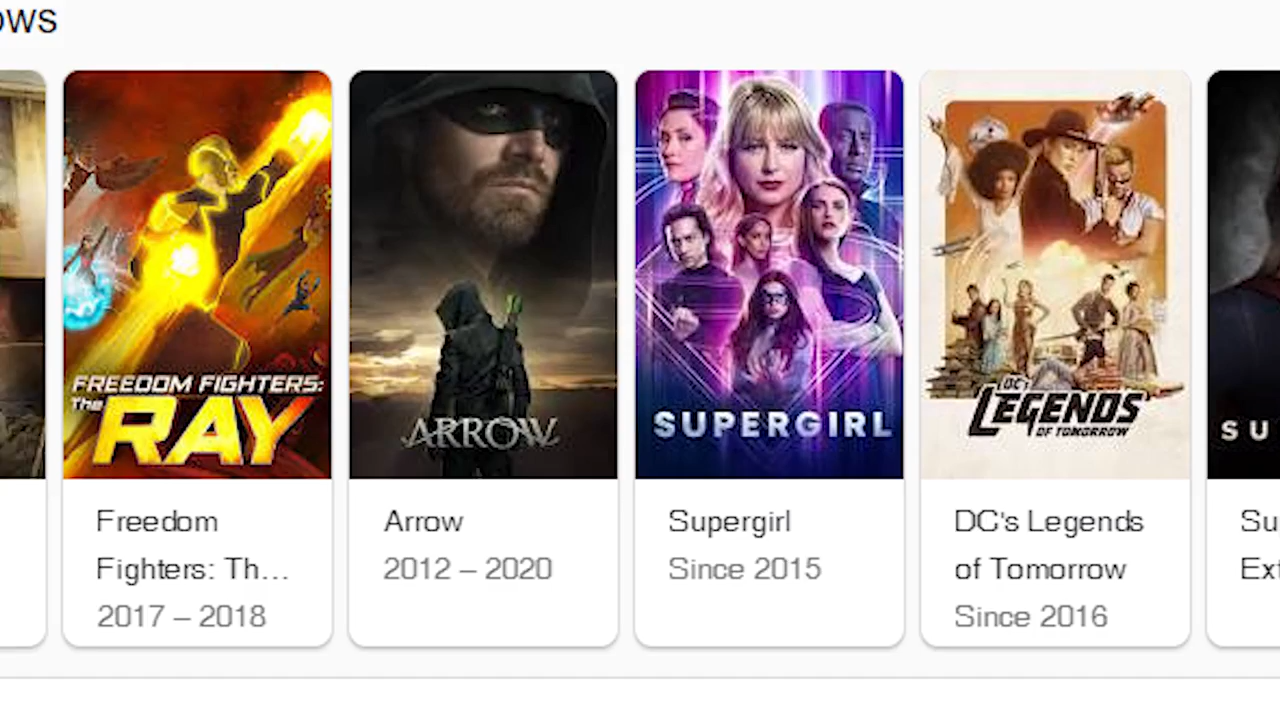 ows
FREEDOM FIGHTERS:
The
RAY
ARROW
SUPERGIRL
DC's
LEGENDS
OF TOMORROW
SU
Freedom
Fighters: Th...
2017 – 2018
Arrow
2012 – 2020
Supergirl
Since 2015
DC's Legends
of Tomorrow
Since 2016
Su
Ext